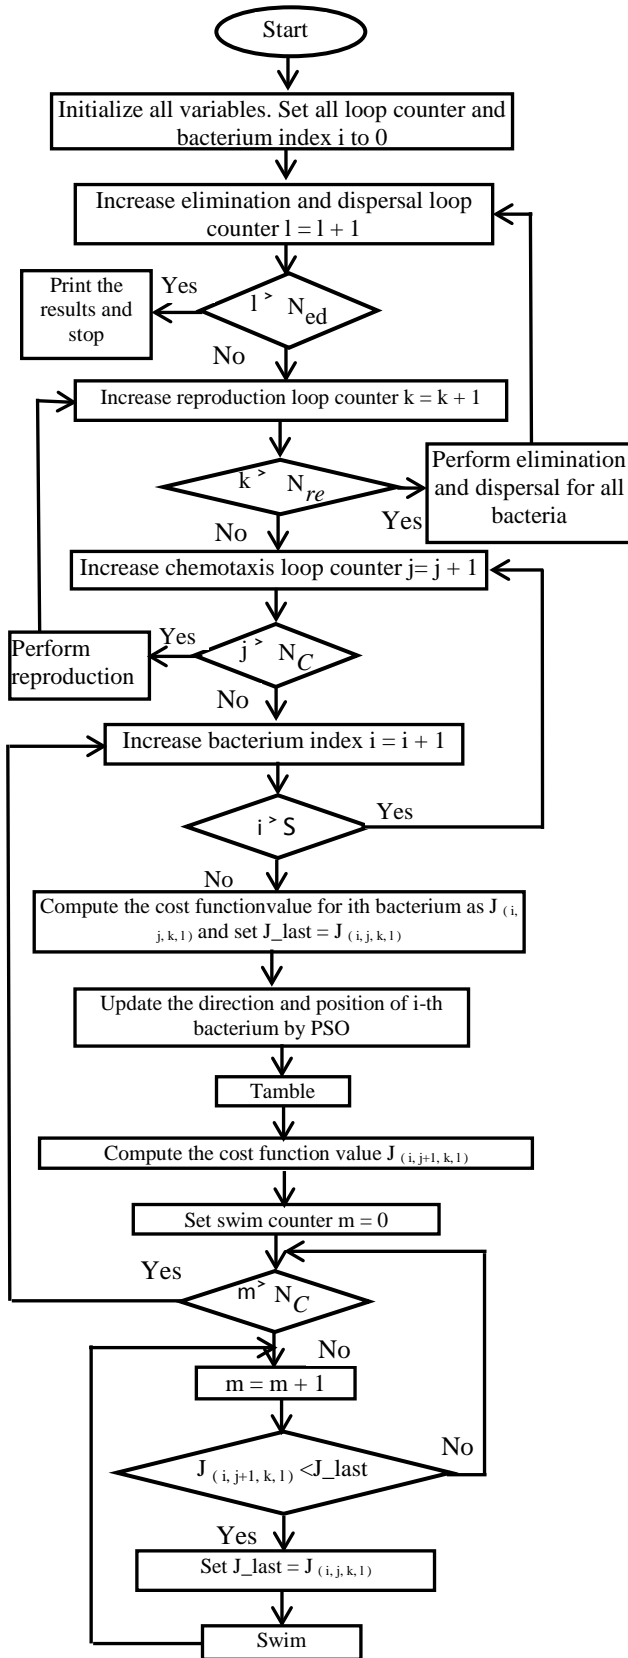 Start
Initialize all variables. Set all loop counter and
bacterium index i to 0
Increase elimination and dispersal loop
counter l = l + 1
Print the
results and
stop
Yes
l > N_ed
No
Increase reproduction loop counter k = k + 1
k > N_re
Yes
Perform elimination
and dispersal for all
bacteria
No
Increase chemotaxis loop counter j= j + 1
Perform
reproduction
Yes
j > N_C
No
Increase bacterium index i = i + 1
i > S
Yes
No
Compute the cost functionvalue for ith bacterium as J (i,
j, k, l) and set J_last = J (i, j, k, l)
Update the direction and position of i-th
bacterium by PSO
Tamble
Compute the cost function value J (i, j+1, k, l)
Set swim counter m = 0
Yes
m > N_C
No
m = m + 1
J (i, j+1, k, l) <J_last
No
Yes
Set J_last = J (i, j, k, l)
Swim